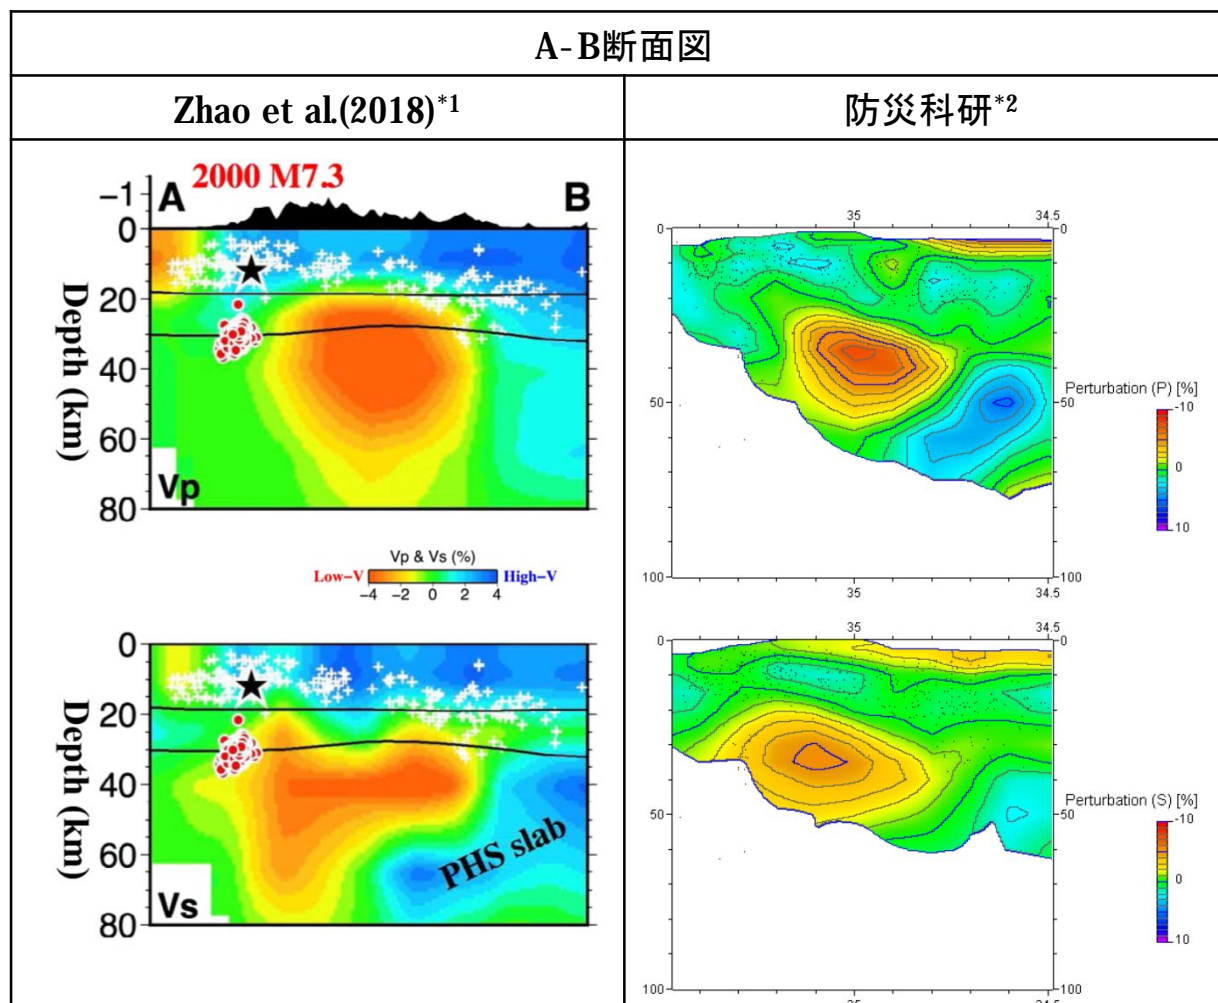 A-B断面図
Zhao et al.(2018)*1
防災科研*2
2000 M7.3
A
B
−1
0
20
40
60
80
Depth (km)
Vp
Vp & Vs (%)
Low−V
High−V
−4 −2 0 2 4
0
20
40
60
80
Depth (km)
PHS slab
Vs
35
34.5
0
0
50
50
100
100
35
34.5
Perturbation (P) [%]
-10
0
10
35
34.5
0
0
50
50
100
100
Perturbation (S) [%]
-10
0
10